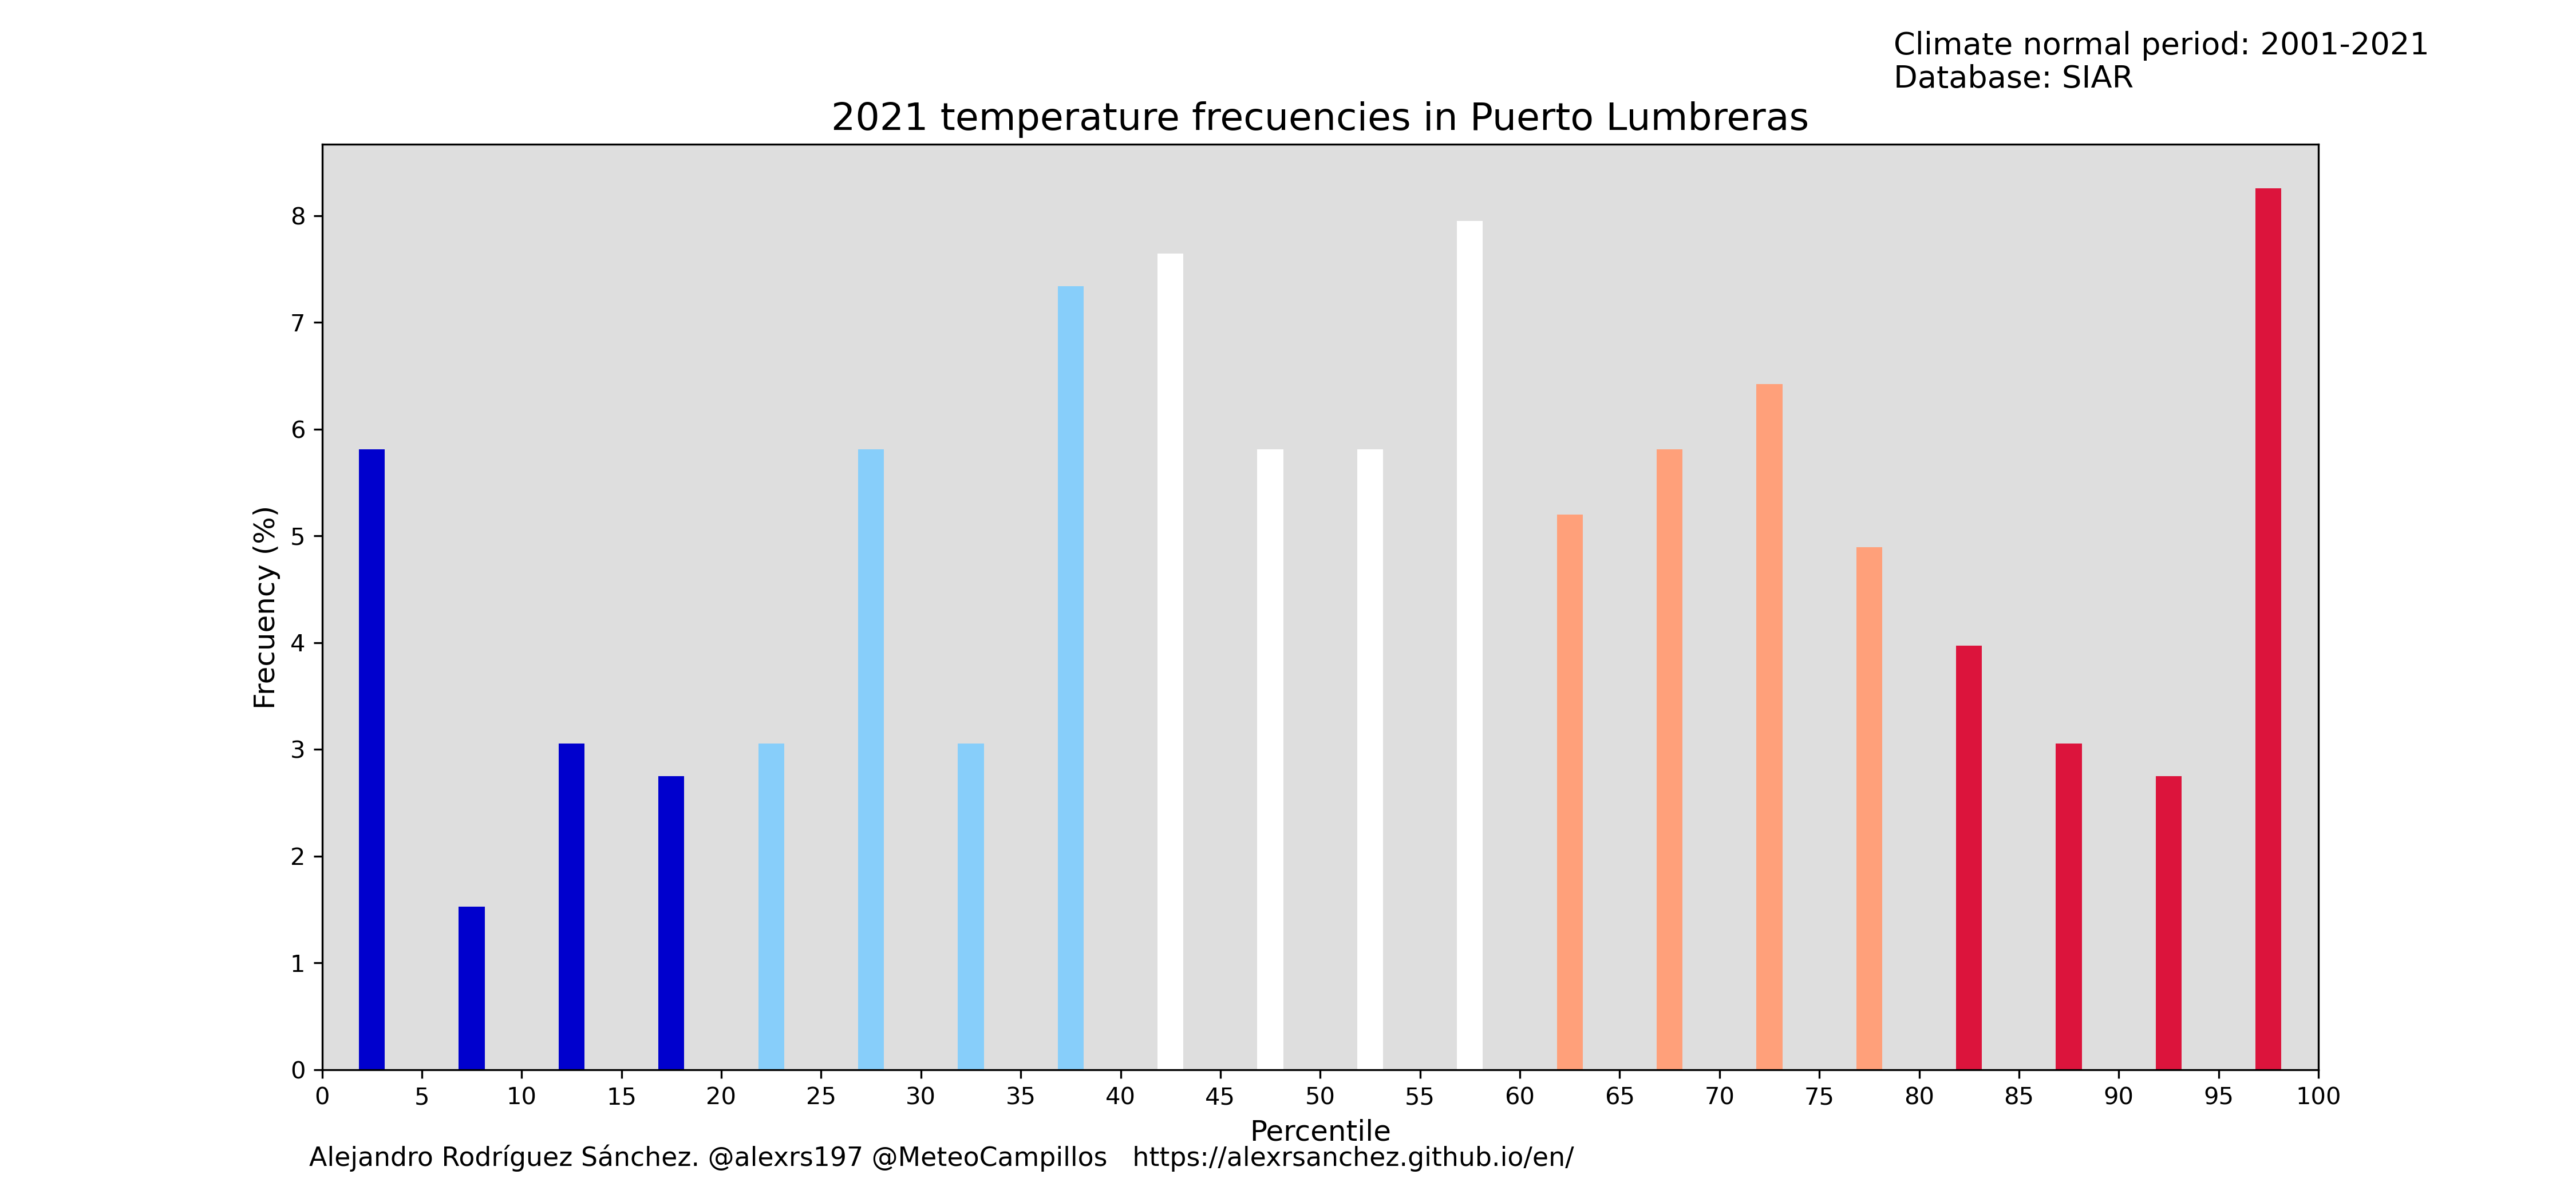 Climate normal period: 2001-2021
Database: SIAR
2021 temperature frecuencies in Puerto Lumbreras
Frecuency (%)
8
7
6
5
4
3
2
1
0
0 5 10 15 20 25 30 35 40 45 50 55 60 65 70 75 80 85 90 95 100
Percentile
Alejandro Rodríguez Sánchez. @alexrs197 @MeteoCampillos https://alexrsanchez.github.io/en/